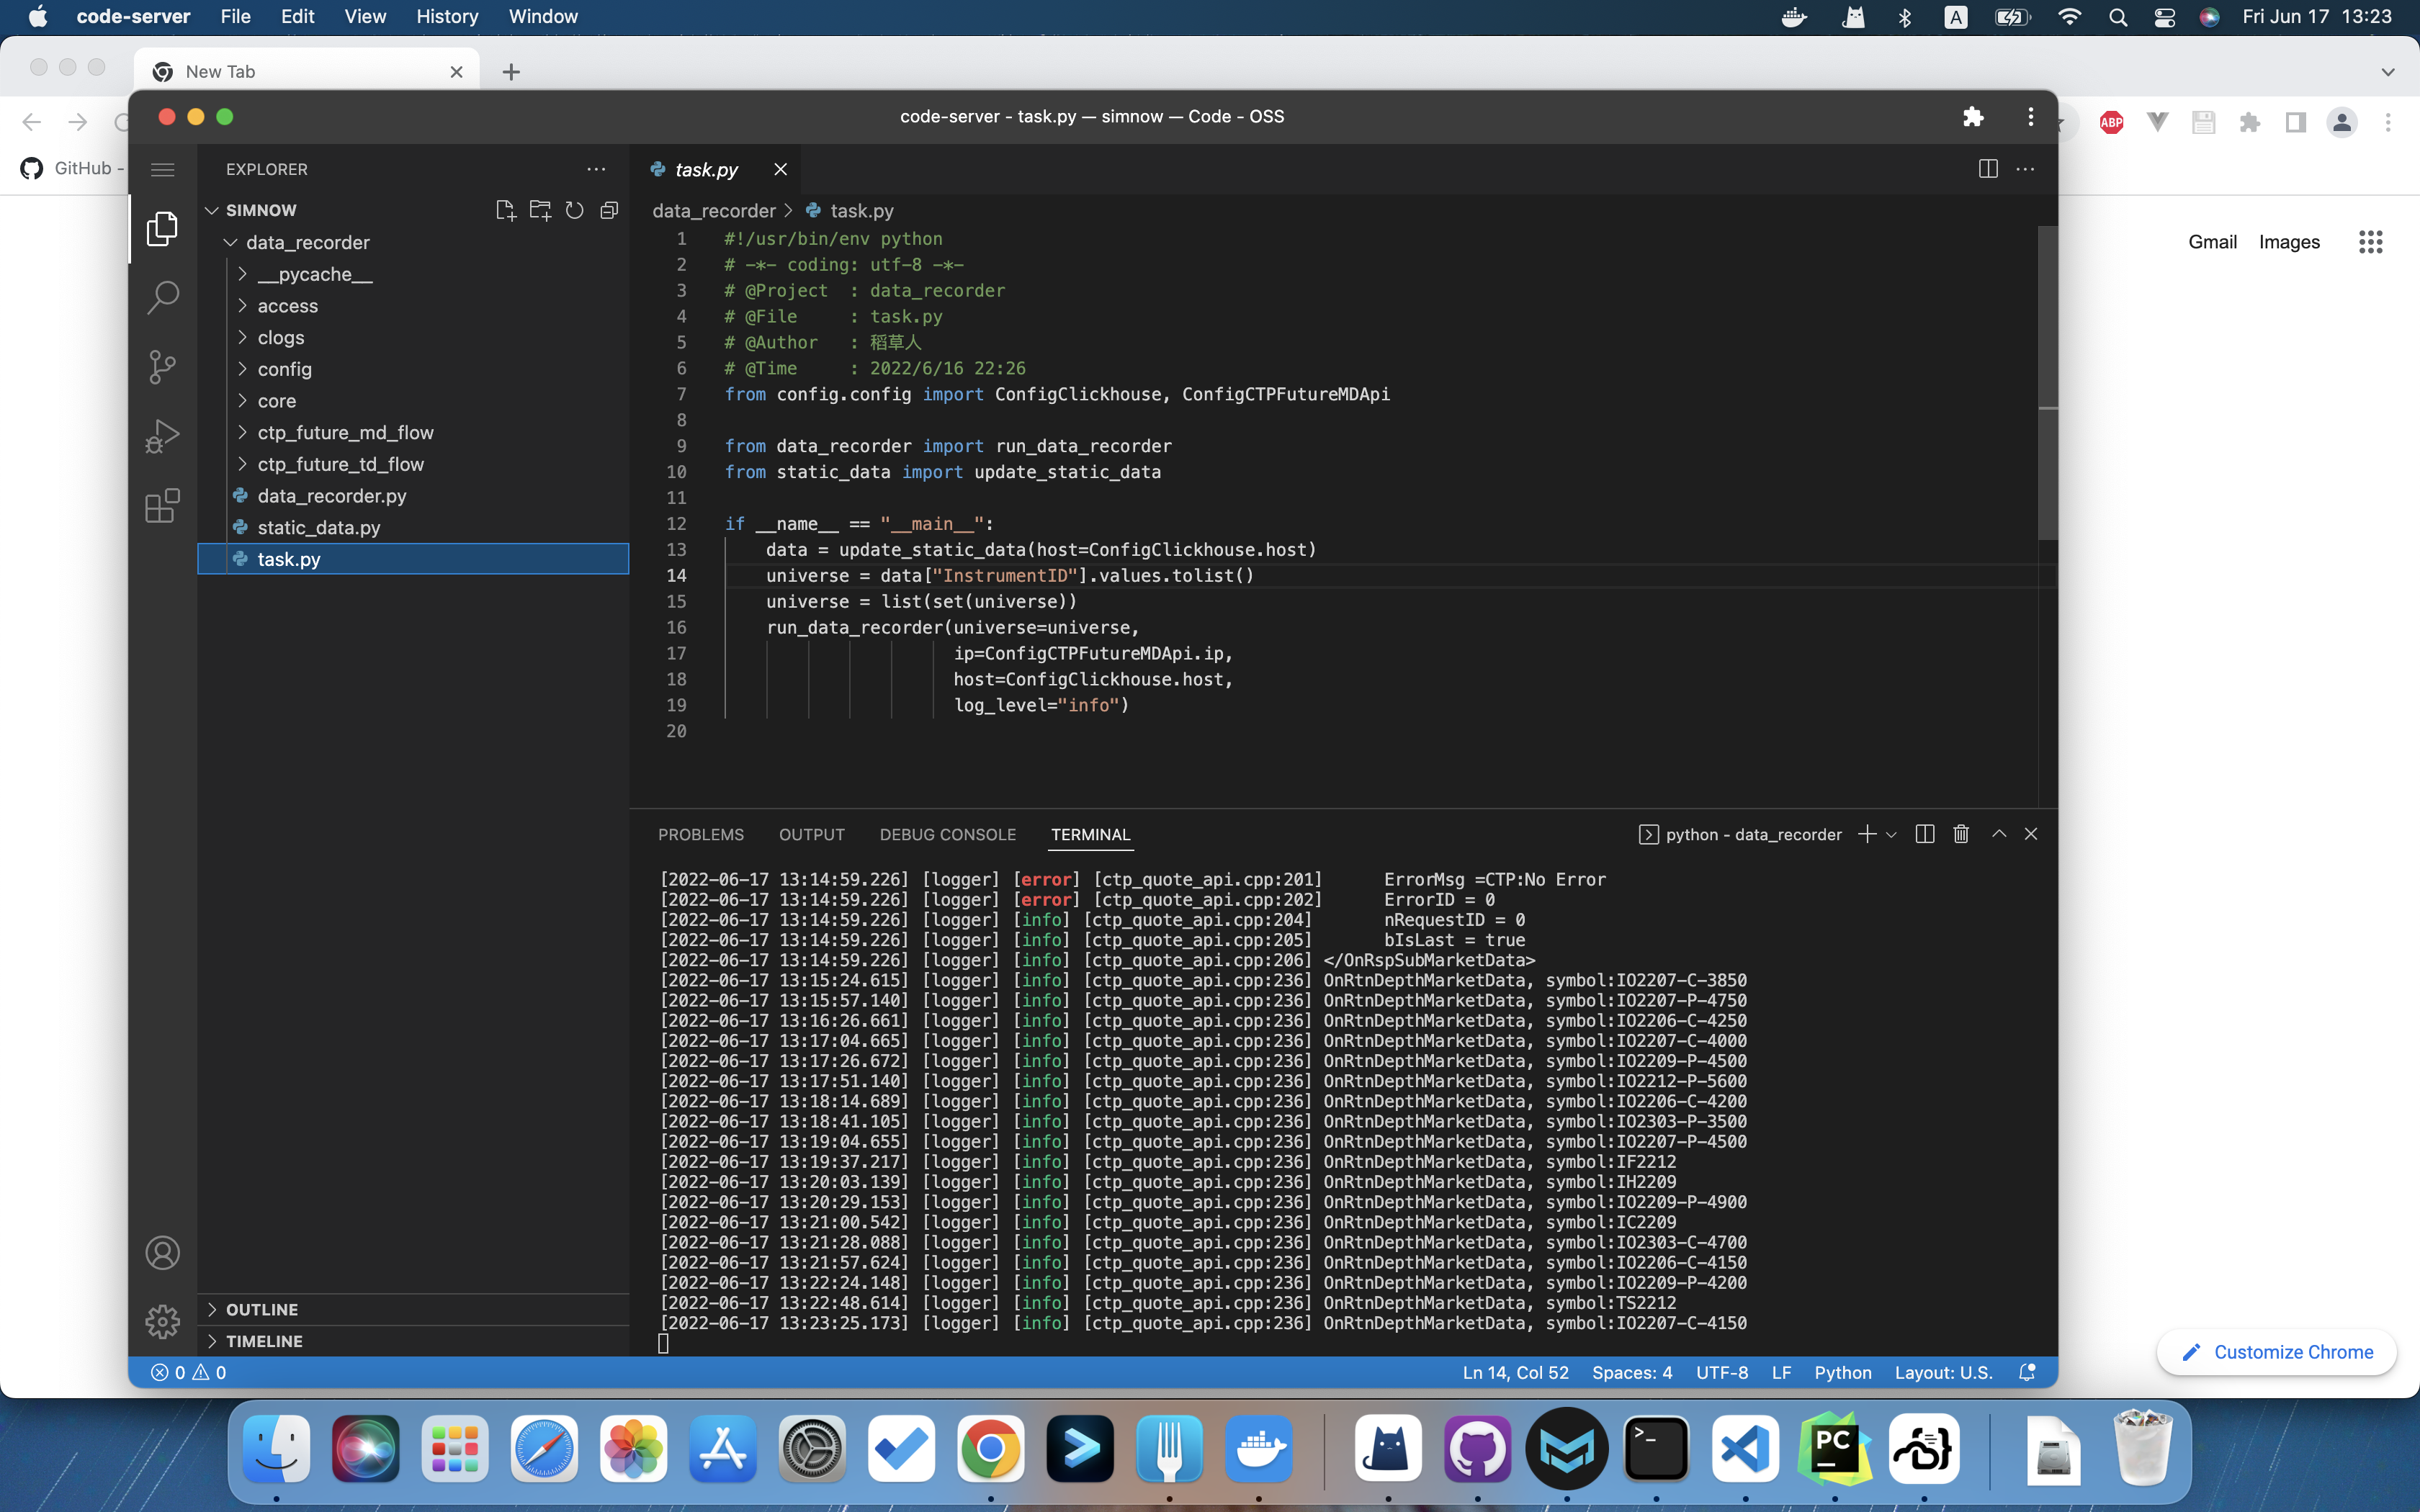 code-server File Edit View History Window A Fri Jun 17 13:23
New Tab
code-server - task.py — simnow — Code - OSS
ABP
GitHub -
EXPLORER
SIMNOW
data_recorder
__pycache__
access
clogs
config
core
ctp_future_md_flow
ctp_future_td_flow
data_recorder.py
static_data.py
task.py
OUTLINE
TIMELINE
task.py
data_recorder > task.py
1 #!/usr/bin/env python
2 # -*- coding: utf-8 -*-
3 # @Project  : data_recorder
4 # @File     : task.py
5 # @Author   : 稻草人
6 # @Time     : 2022/6/16 22:26
7 from config.config import ConfigClickhouse, ConfigCTPFutureMDApi
8
9 from data_recorder import run_data_recorder
10 from static_data import update_static_data
11
12 if __name__ == "__main__":
13     data = update_static_data(host=ConfigClickhouse.host)
14     universe = data["InstrumentID"].values.tolist()
15     universe = list(set(universe))
16     run_data_recorder(universe=universe,
17                       ip=ConfigCTPFutureMDApi.ip,
18                       host=ConfigClickhouse.host,
19                       log_level="info")
20
PROBLEMS OUTPUT DEBUG CONSOLE TERMINAL python - data_recorder
[2022-06-17 13:14:59.226] [logger] [error] [ctp_quote_api.cpp:201]      ErrorMsg =CTP:No Error
[2022-06-17 13:14:59.226] [logger] [error] [ctp_quote_api.cpp:202]      ErrorID = 0
[2022-06-17 13:14:59.226] [logger] [info] [ctp_quote_api.cpp:204]       nRequestID = 0
[2022-06-17 13:14:59.226] [logger] [info] [ctp_quote_api.cpp:205]       bIsLast = true
[2022-06-17 13:14:59.226] [logger] [info] [ctp_quote_api.cpp:206] </OnRspSubMarketData>
[2022-06-17 13:15:24.615] [logger] [info] [ctp_quote_api.cpp:236] OnRtnDepthMarketData, symbol:IO2207-C-3850
[2022-06-17 13:15:57.140] [logger] [info] [ctp_quote_api.cpp:236] OnRtnDepthMarketData, symbol:IO2207-P-4750
[2022-06-17 13:16:26.661] [logger] [info] [ctp_quote_api.cpp:236] OnRtnDepthMarketData, symbol:IO2206-C-4250
[2022-06-17 13:17:04.665] [logger] [info] [ctp_quote_api.cpp:236] OnRtnDepthMarketData, symbol:IO2207-C-4000
[2022-06-17 13:17:26.672] [logger] [info] [ctp_quote_api.cpp:236] OnRtnDepthMarketData, symbol:IO2209-P-4500
[2022-06-17 13:17:51.140] [logger] [info] [ctp_quote_api.cpp:236] OnRtnDepthMarketData, symbol:IO2212-P-5600
[2022-06-17 13:18:14.689] [logger] [info] [ctp_quote_api.cpp:236] OnRtnDepthMarketData, symbol:IO2206-C-4200
[2022-06-17 13:18:41.105] [logger] [info] [ctp_quote_api.cpp:236] OnRtnDepthMarketData, symbol:IO2303-P-3500
[2022-06-17 13:19:04.655] [logger] [info] [ctp_quote_api.cpp:236] OnRtnDepthMarketData, symbol:IO2207-P-4500
[2022-06-17 13:19:37.217] [logger] [info] [ctp_quote_api.cpp:236] OnRtnDepthMarketData, symbol:IF2212
[2022-06-17 13:20:03.139] [logger] [info] [ctp_quote_api.cpp:236] OnRtnDepthMarketData, symbol:IH2209
[2022-06-17 13:20:29.153] [logger] [info] [ctp_quote_api.cpp:236] OnRtnDepthMarketData, symbol:IO2209-P-4900
[2022-06-17 13:21:00.542] [logger] [info] [ctp_quote_api.cpp:236] OnRtnDepthMarketData, symbol:IC2209
[2022-06-17 13:21:28.088] [logger] [info] [ctp_quote_api.cpp:236] OnRtnDepthMarketData, symbol:IO2303-C-4700
[2022-06-17 13:21:57.624] [logger] [info] [ctp_quote_api.cpp:236] OnRtnDepthMarketData, symbol:IO2206-C-4150
[2022-06-17 13:22:24.148] [logger] [info] [ctp_quote_api.cpp:236] OnRtnDepthMarketData, symbol:IO2209-P-4200
[2022-06-17 13:22:48.614] [logger] [info] [ctp_quote_api.cpp:236] OnRtnDepthMarketData, symbol:TS2212
[2022-06-17 13:23:25.173] [logger] [info] [ctp_quote_api.cpp:236] OnRtnDepthMarketData, symbol:IO2207-C-4150
0 0 Ln 14, Col 52 Spaces: 4 UTF-8 LF Python Layout: U.S.
Gmail Images
Customize Chrome
PC